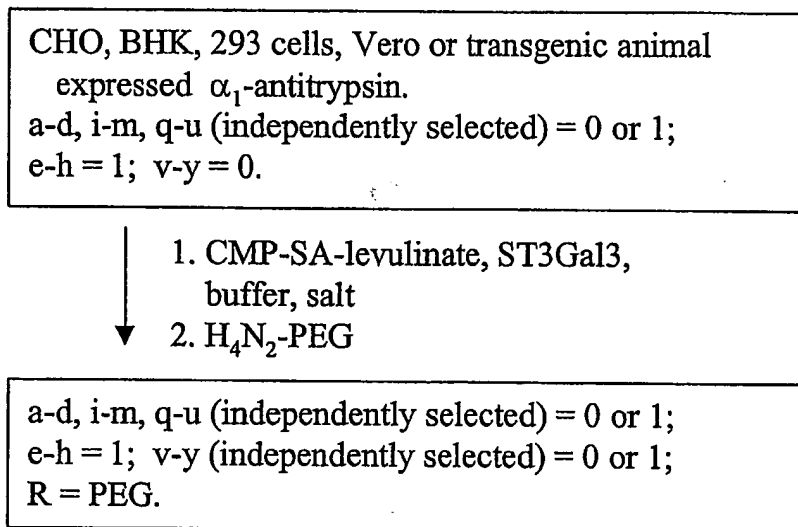 CHO, BHK, 293 cells, Vero or transgenic animal
expressed α₁-antitrypsin.
a-d, i-m, q-u (independently selected) = 0 or 1;
e-h = 1; v-y = 0.
1. CMP-SA-levulinate, ST3Gal3,
buffer, salt
2. H₄N₂-PEG
a-d, i-m, q-u (independently selected) = 0 or 1;
e-h = 1; v-y (independently selected) = 0 or 1;
R = PEG.